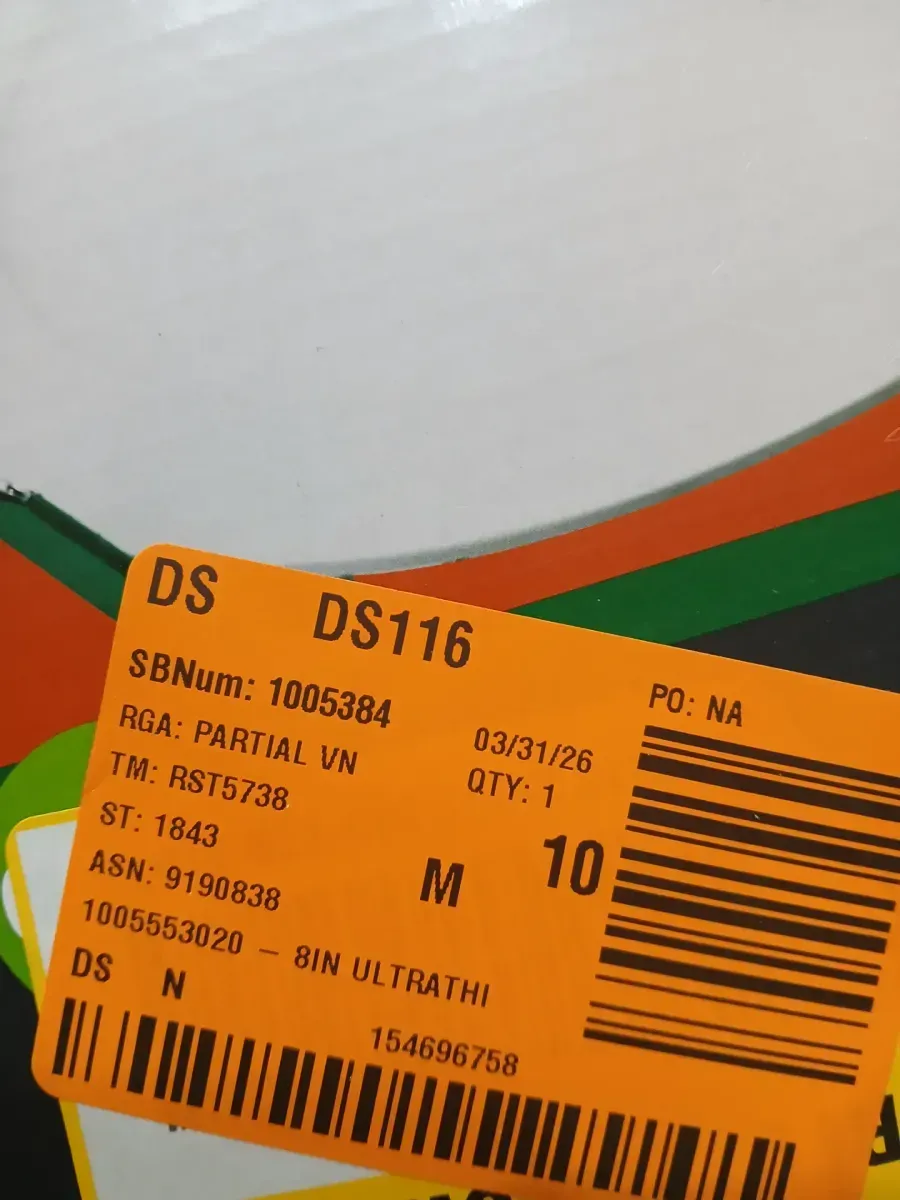 DS DS116
SBNum: 1005384
PO: NA
RGA: PARTIAL VN
03/31/26
TM: RST5738
QTY: 1
ST: 1843
M 10
ASN: 9190838
1005553020 – 8IN ULTRATHI
DS N
154696758